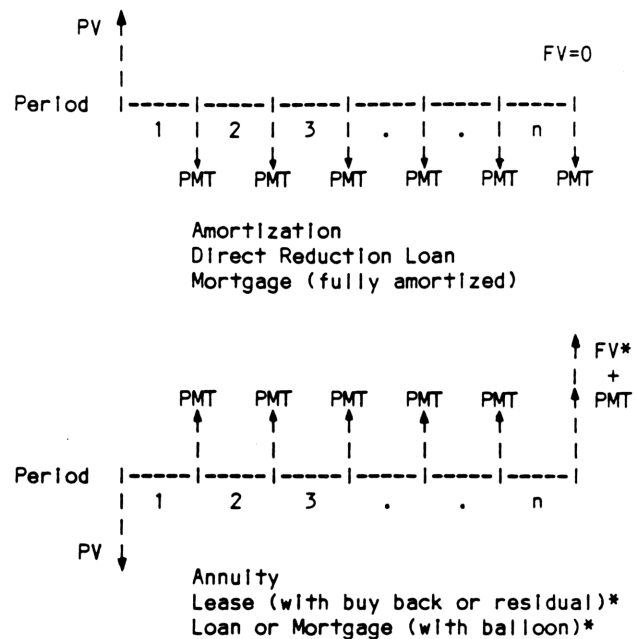 PV
FV=0
Period
1 2 3 . . n
PMT PMT PMT PMT PMT PMT
Amortization
Direct Reduction Loan
Mortgage (fully amortized)
FV*
+
PMT PMT PMT PMT PMT PMT
Period
1 2 3 . . n
PV
Annuity
Lease (with buy back or residual)*
Loan or Mortgage (with balloon)*